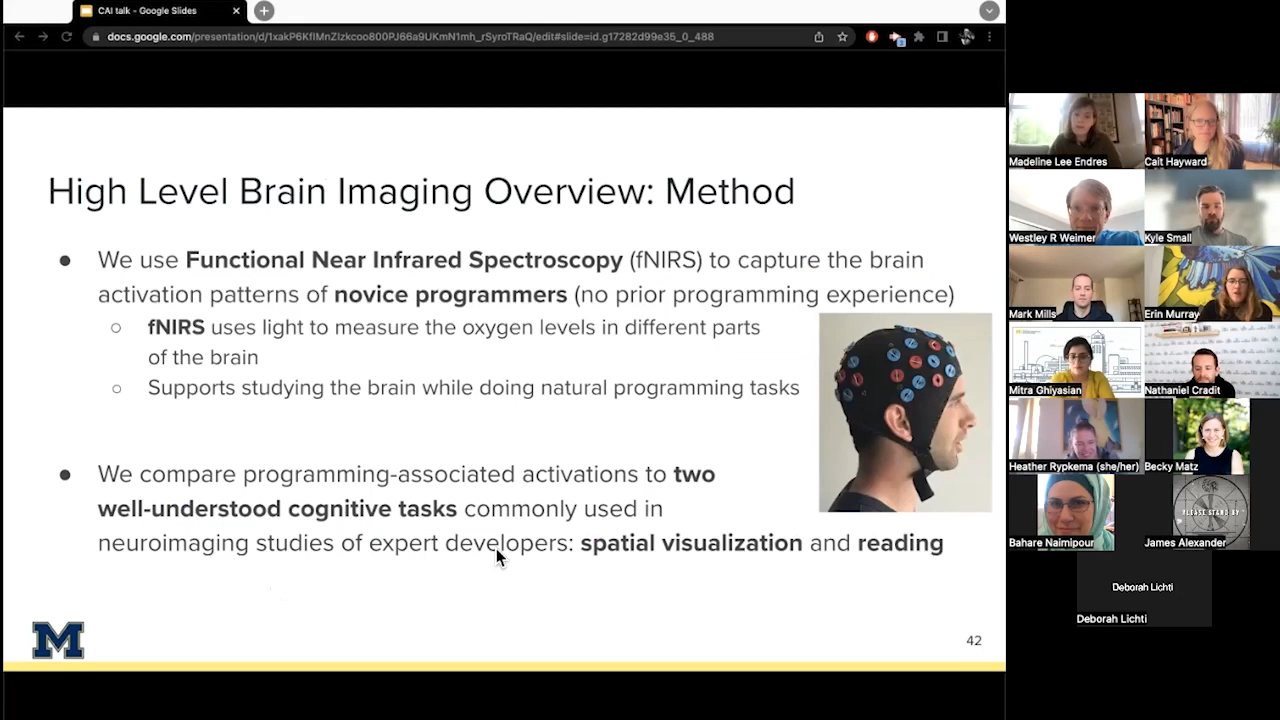 CAI talk - Google Slides
docs.google.com/presentation/d/1xakP6KfIMnZIzkcoo800PJ66a9UKmN1mh_rSyroTRaQ/edit#slide=id.g17282d99e35_0_488
High Level Brain Imaging Overview: Method
● We use Functional Near Infrared Spectroscopy (fNIRS) to capture the brain
activation patterns of novice programmers (no prior programming experience)
○ fNIRS uses light to measure the oxygen levels in different parts
of the brain
○ Supports studying the brain while doing natural programming tasks
● We compare programming-associated activations to two
well-understood cognitive tasks commonly used in
neuroimaging studies of expert developers: spatial visualization and reading
M
42
Madeline Lee Endres
Cait Hayward
Westley R Weimer
Kyle Small
Mark Mills
Erin Murray
Mitra Ghiyasian
Nathaniel Cradit
Heather Rypkema (she/her)
Becky Matz
PLEASE STAND BY
Bahare Naimipour
James Alexander
Deborah Lichti
Deborah Lichti